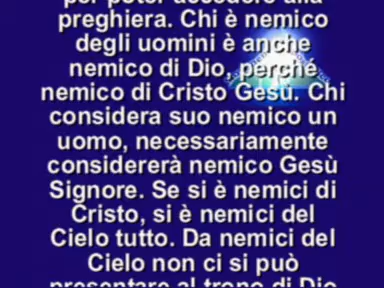 per poter accedere alla
preghiera. Chi è nemico
degli uomini è anche
nemico di Dio, perché
nemico di Cristo Gesù. Chi
considera suo nemico un
uomo, necessariamente
considererà nemico Gesù
Signore. Se si è nemici di
Cristo, si è nemici del
Cielo tutto. Da nemici del
Cielo non ci si può
presentare al trono di Dio